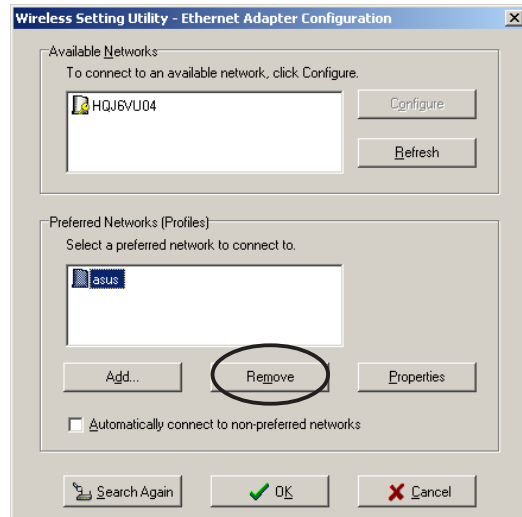 Wireless Setting Utility - Ethernet Adapter Configuration
Available Networks
To connect to an available network, click Configure.
HQJ6VU04
Configure
Refresh
Preferred Networks (Profiles)
Select a preferred network to connect to.
asus
Add...
Remove
Properties
Automatically connect to non-preferred networks
Search Again
OK
Cancel